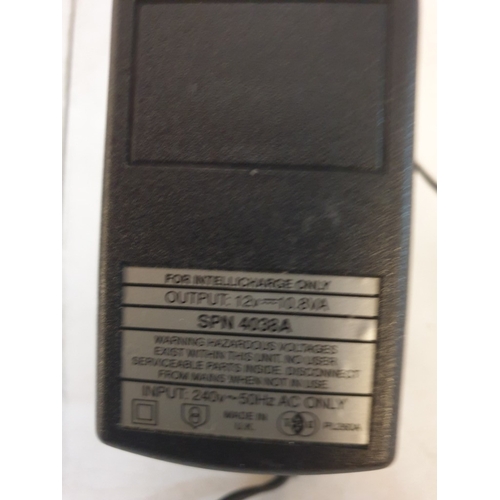 FOR INTELLICHARGE ONLY
OUTPUT: 12v⎓10.8VA
SPN 4038A
WARNING HAZARDOUS VOLTAGES
EXIST WITHIN THIS UNIT. NO USER
SERVICEABLE PARTS INSIDE. DISCONNECT
FROM MAINS WHEN NOT IN USE.
INPUT: 240v~50Hz AC ONLY
MADE IN
U.K.